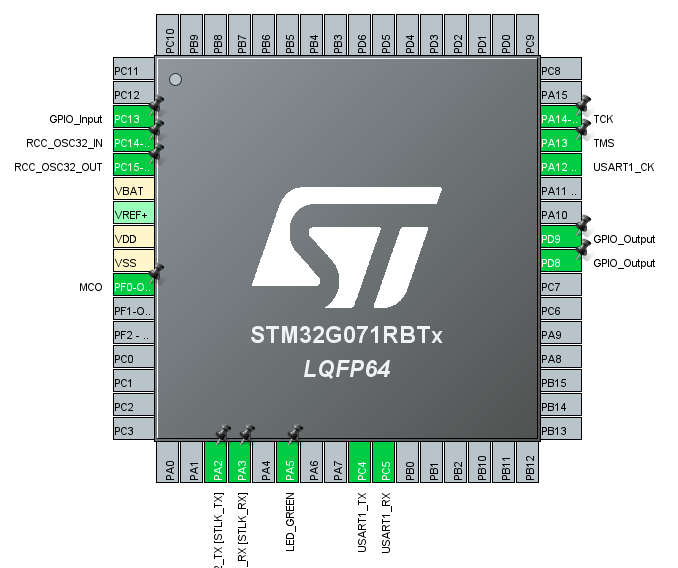 PC10
PB9
PB8
PB7
PB6
PB5
PB4
PB3
PD6
PD5
PD4
PD3
PD2
PD1
PD0
PC9
PC11
PC12
GPIO_Input PC13
RCC_OSC32_IN PC14-..
RCC_OSC32_OUT PC15-..
VBAT
VREF+
VDD
VSS
MCO PF0-O..
PF1-O..
PF2 - ..
PC0
PC1
PC2
PC3
STM32G071RBTx
LQFP64
PC8
PA15
PA14-.. TCK
PA13 TMS
PA12 .. USART1_CK
PA11 ..
PA10
PD9 GPIO_Output
PD8 GPIO_Output
PC7
PC6
PA9
PA8
PB15
PB14
PB13
PA0
PA1
PA2
PA3
PA4
PA5
PA6
PA7
PC4
PC5
PB0
PB1
PB2
PB10
PB11
PB12
2_TX [STLK_TX]
_RX [STLK_RX]
LED_GREEN
USART1_TX
USART1_RX